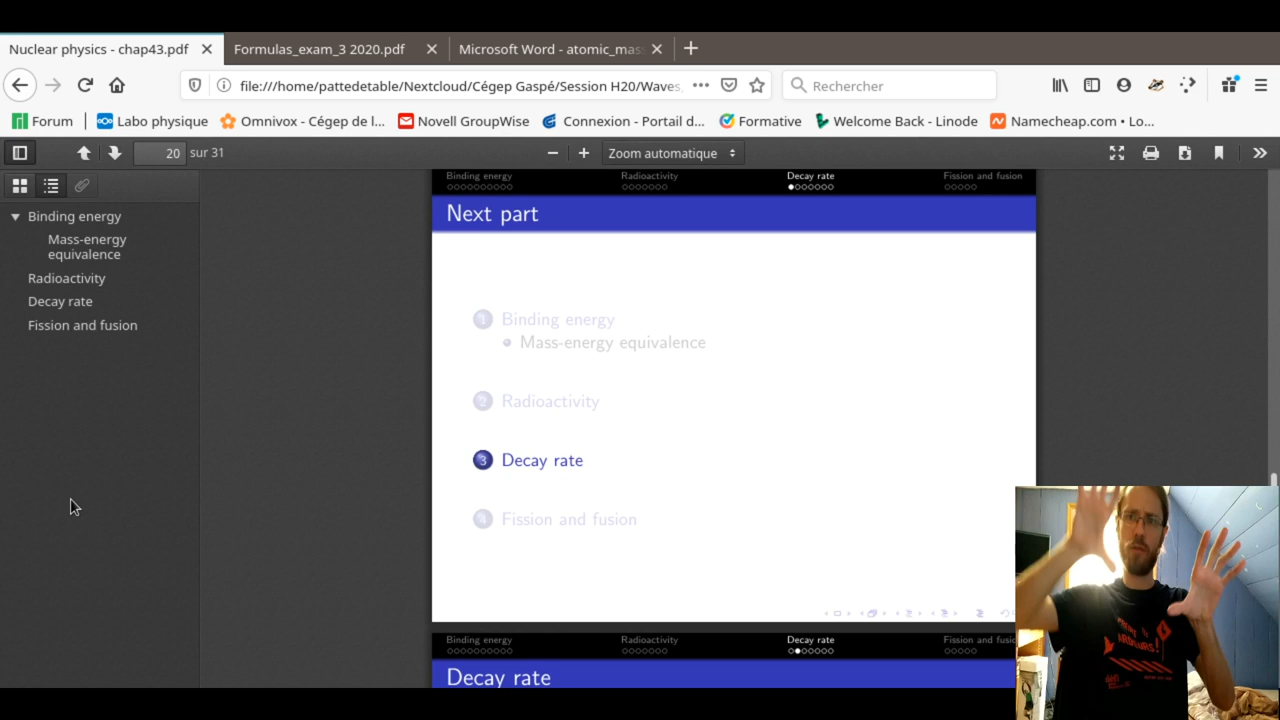 Nuclear physics - chap43.pdf
Formulas_exam_3 2020.pdf
Microsoft Word - atomic_mas
file:///home/pattedetable/Nextcloud/Cégep Gaspé/Session H20/Waves,
Rechercher
Forum
Labo physique
Omnivox - Cégep de l...
Novell GroupWise
Connexion - Portail d...
Formative
Welcome Back - Linode
Namecheap.com • Lo...
20 sur 31
Zoom automatique
Binding energy
Mass-energy
equivalence
Radioactivity
Decay rate
Fission and fusion
Binding energy
Radioactivity
Decay rate
Fission and fusion
Next part
1 Binding energy
Mass-energy equivalence
2 Radioactivity
3 Decay rate
4 Fission and fusion
Binding energy
Radioactivity
Decay rate
Fission and fusio
Decay rate